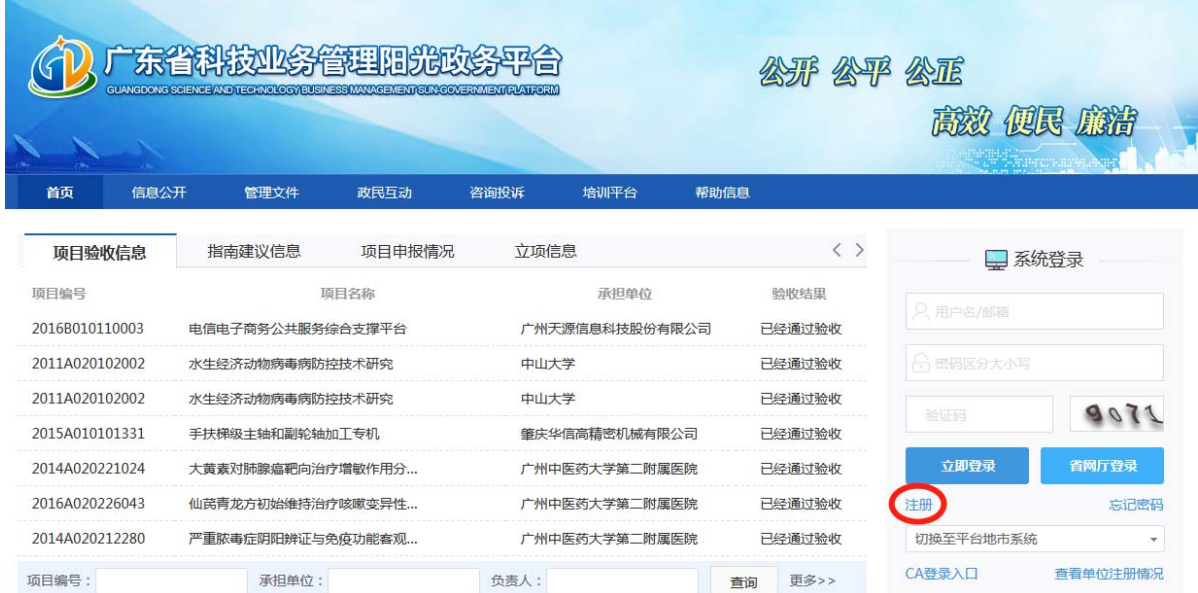 广东省科技业务管理阳光政务平台
GUANGDONG SCIENCE AND TECHNOLOGY BUSINESS MANAGEMENT SUN-GOVERNMENT PLATFORM
公开 公平 公正
高效 便民 廉洁
首页 信息公开 管理文件 政民互动 咨询投诉 培训平台 帮助信息
项目验收信息 指南建议信息 项目申报情况 立项信息 < >
项目编号 项目名称 承担单位 验收结果
2016B010110003 电信电子商务公共服务综合支撑平台 广州天源信息科技股份有限公司 已经通过验收
2011A020102002 水生经济动物病毒病防控技术研究 中山大学 已经通过验收
2011A020102002 水生经济动物病毒病防控技术研究 中山大学 已经通过验收
2015A010101331 手扶梯级主轴和副轮轴加工专机 肇庆华信高精密机械有限公司 已经通过验收
2014A020221024 大黄素对肺腺癌靶向治疗增敏作用分... 广州中医药大学第二附属医院 已经通过验收
2016A020226043 仙芪青龙方初始维持治疗咳嗽变异性... 广州中医药大学第二附属医院 已经通过验收
2014A020212280 严重脓毒症阴阳辨证与免疫功能客观... 广州中医药大学第二附属医院 已经通过验收
项目编号： 承担单位： 负责人： 查询 更多>>
系统登录
用户名/邮箱
密码区分大小写
验证码 9071
立即登录 省网厅登录
注册 忘记密码
切换至平台地市系统
CA登录入口 查看单位注册情况